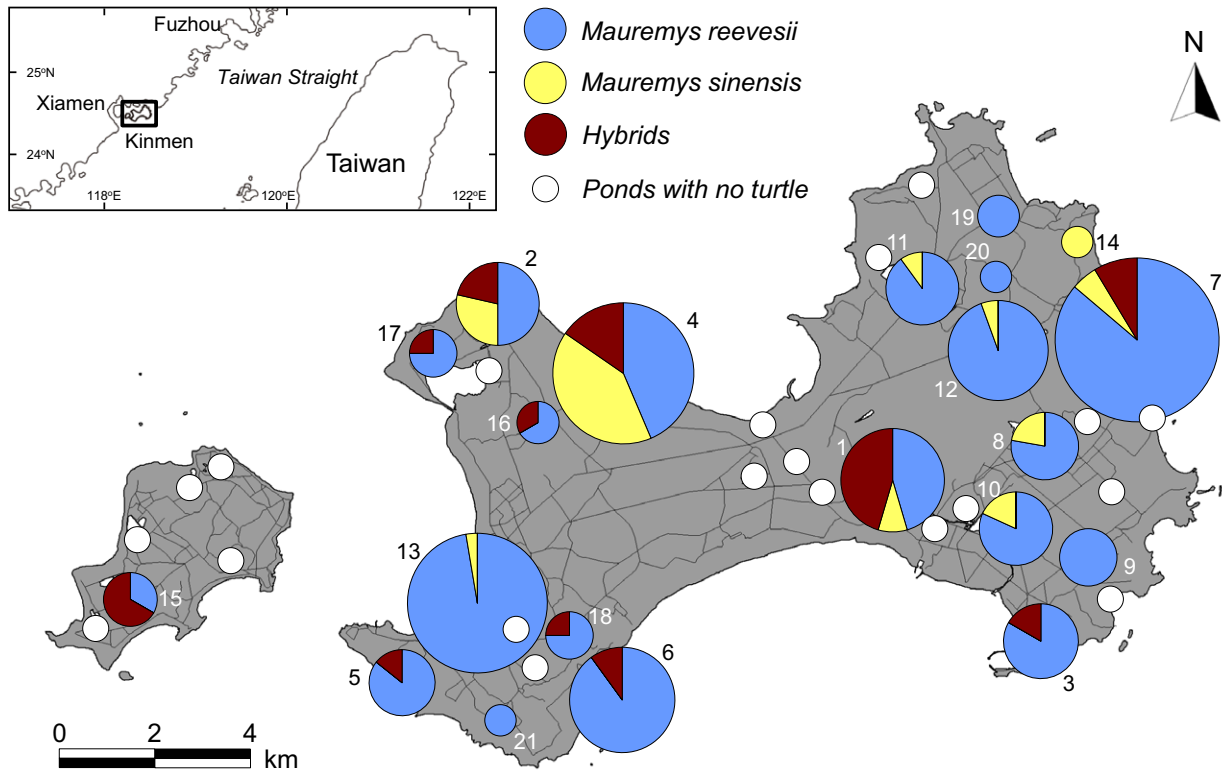 Fuzhou
25ºN
Taiwan Straight
Xiamen
Kinmen
24ºN
Taiwan
118ºE
120ºE
122ºE
Mauremys reevesii
Mauremys sinensis
Hybrids
Ponds with no turtle
N
19
11
20
14
7
2
4
17
12
16
1
8
10
13
9
15
18
5
6
3
21
0 2 4
km